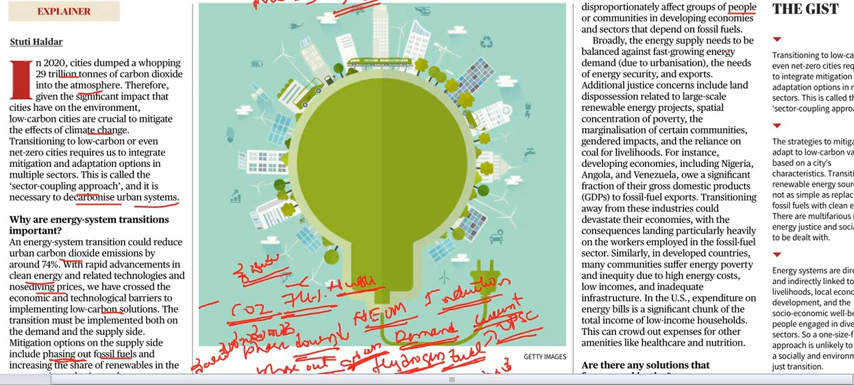 EXPLAINER
Stuti Haldar
In 2020, cities dumped a whopping
29 trillion tonnes of carbon dioxide
into the atmosphere. Therefore,
given the significant impact that
cities have on the environment,
low-carbon cities are crucial to mitigate
the effects of climate change.
Transitioning to low-carbon or even
net-zero cities requires us to integrate
mitigation and adaptation options in
multiple sectors. This is called the
‘sector-coupling approach’, and it is
necessary to decarbonise urban systems.
Why are energy-system transitions
important?
An energy-system transition could reduce
urban carbon dioxide emissions by
around 74%. With rapid advancements in
clean energy and related technologies and
nosediving prices, we have crossed the
economic and technological barriers to
implementing low-carbon solutions. The
transition must be implemented both on
the demand and the supply side.
Mitigation options on the supply side
include phasing out fossil fuels and
increasing the share of renewables in the
CO2
Induction
Demand
Current
UPSC
Phase down
Phase out
Hydrogen Fuel
GETTY IMAGES
disproportionately affect groups of people
or communities in developing economies
and sectors that depend on fossil fuels.
Broadly, the energy supply needs to be
balanced against fast-growing energy
demand (due to urbanisation), the needs
of energy security, and exports.
Additional justice concerns include land
dispossession related to large-scale
renewable energy projects, spatial
concentration of poverty, the
marginalisation of certain communities,
gendered impacts, and the reliance on
coal for livelihoods. For instance,
developing economies, including Nigeria,
Angola, and Venezuela, owe a significant
fraction of their gross domestic products
(GDPs) to fossil-fuel exports. Transitioning
away from these industries could
devastate their economies, with the
consequences landing particularly heavily
on the workers employed in the fossil-fuel
sector. Similarly, in developed countries,
many communities suffer energy poverty
and inequity due to high energy costs,
low incomes, and inadequate
infrastructure. In the U.S., expenditure on
energy bills is a significant chunk of the
total income of low-income households.
This can crowd out expenses for other
amenities like healthcare and nutrition.
Are there any solutions that
THE GIST
Transitioning to low-ca
even net-zero cities req
to integrate mitigation
adaptation options in m
sectors. This is called th
‘sector-coupling approa
The strategies to mitiga
adapt to low-carbon va
based on a city’s
characteristics. Transiti
renewable energy sour
not as simple as replac
fossil fuels with clean e
There are multifarious i
energy justice and socia
to be dealt with.
Energy systems are dire
and indirectly linked to
livelihoods, local econo
development, and the
socio-economic well-be
people engaged in dive
sectors. So a one-size-f
approach is unlikely to
a socially and environm
just transition.